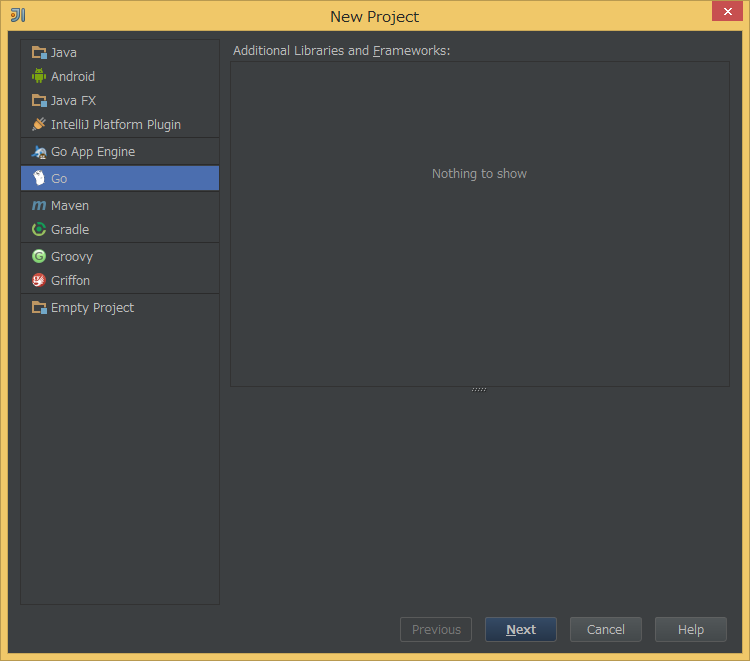 New Project
Java
Android
Java FX
IntelliJ Platform Plugin
Go App Engine
Go
Maven
Gradle
Groovy
Griffon
Empty Project
Additional Libraries and Frameworks:
Nothing to show
Previous
Next
Cancel
Help